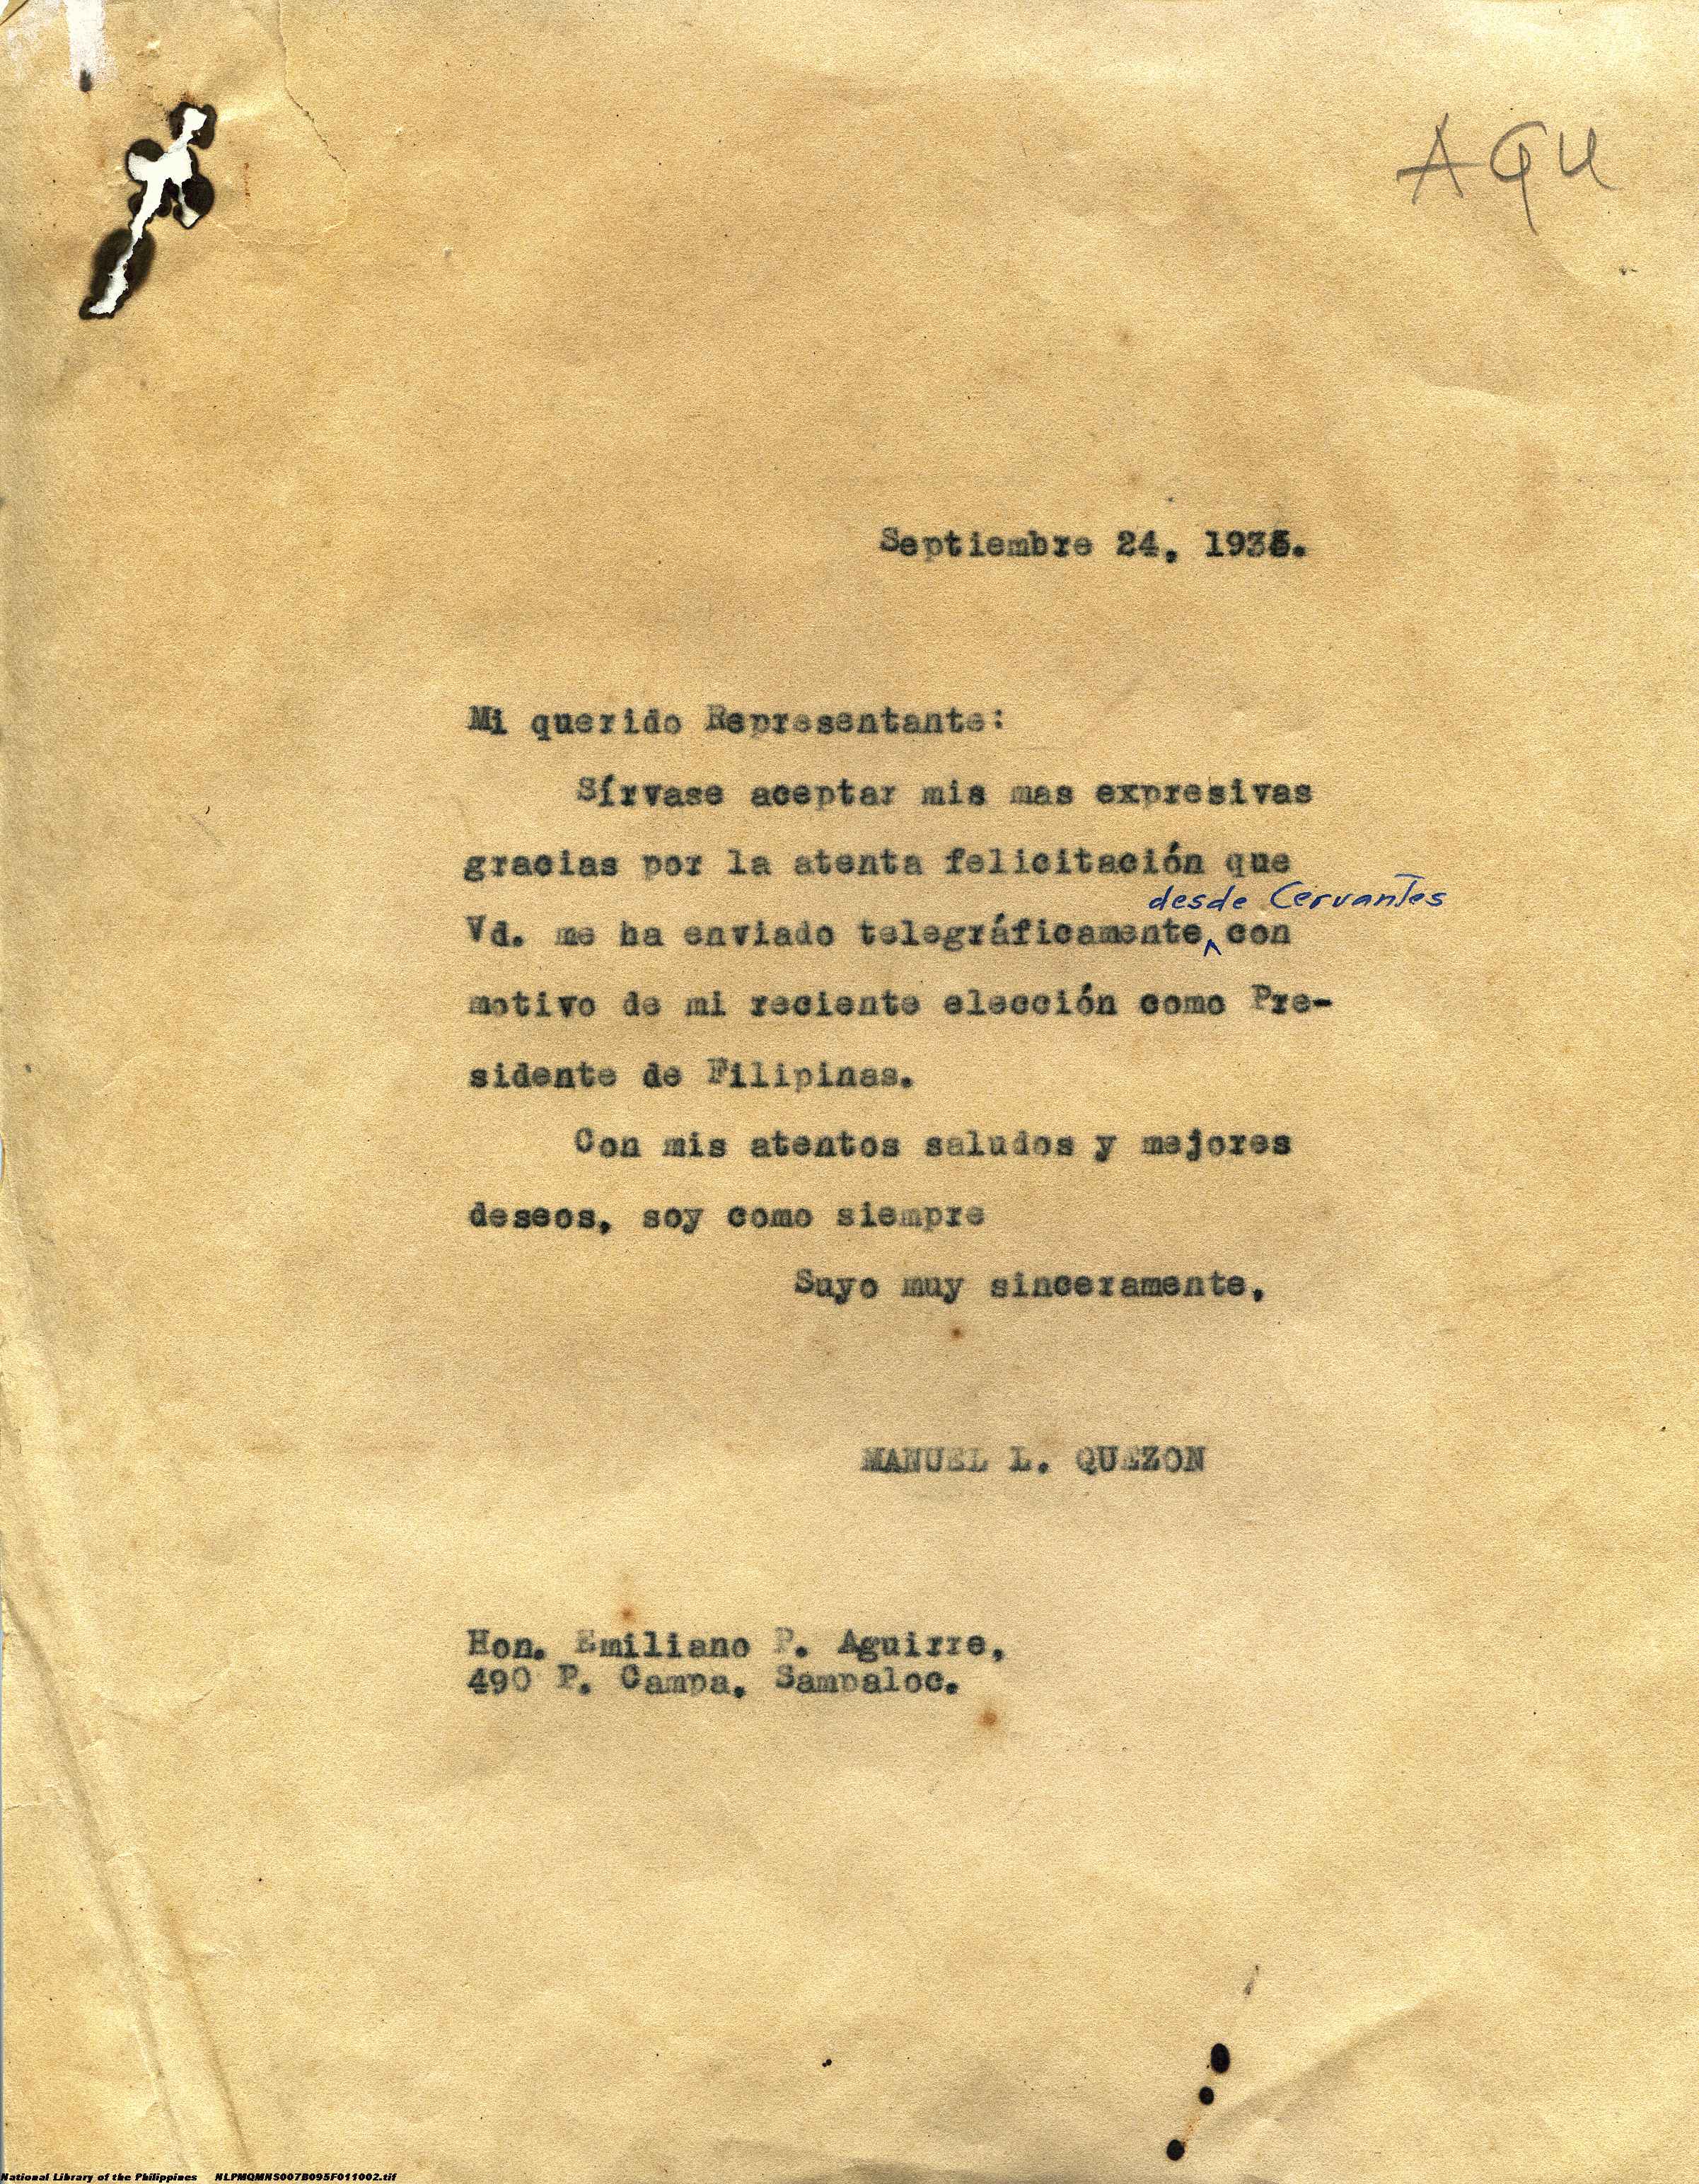 AQU
Septiembre 24, 1935.
Mi querido Representante:
Sírvase aceptar mis mas expresivas
gracias por la atenta felicitación que
desde Cervantes
Vd. me ha enviado telegráficamente, ^ con
motivo de mi reciente elección como Pre-
sidente de Filipinas.
Con mis atentos saludos y mejores
deseos, soy como siempre
Suyo muy sinceramente,
MANUEL L. QUEZON
Hon. Emiliano P. Aguirre,
490 P. Campa, Sampaloc.
National Library of the Philippines NLPMQMNS007B095F011002.tif